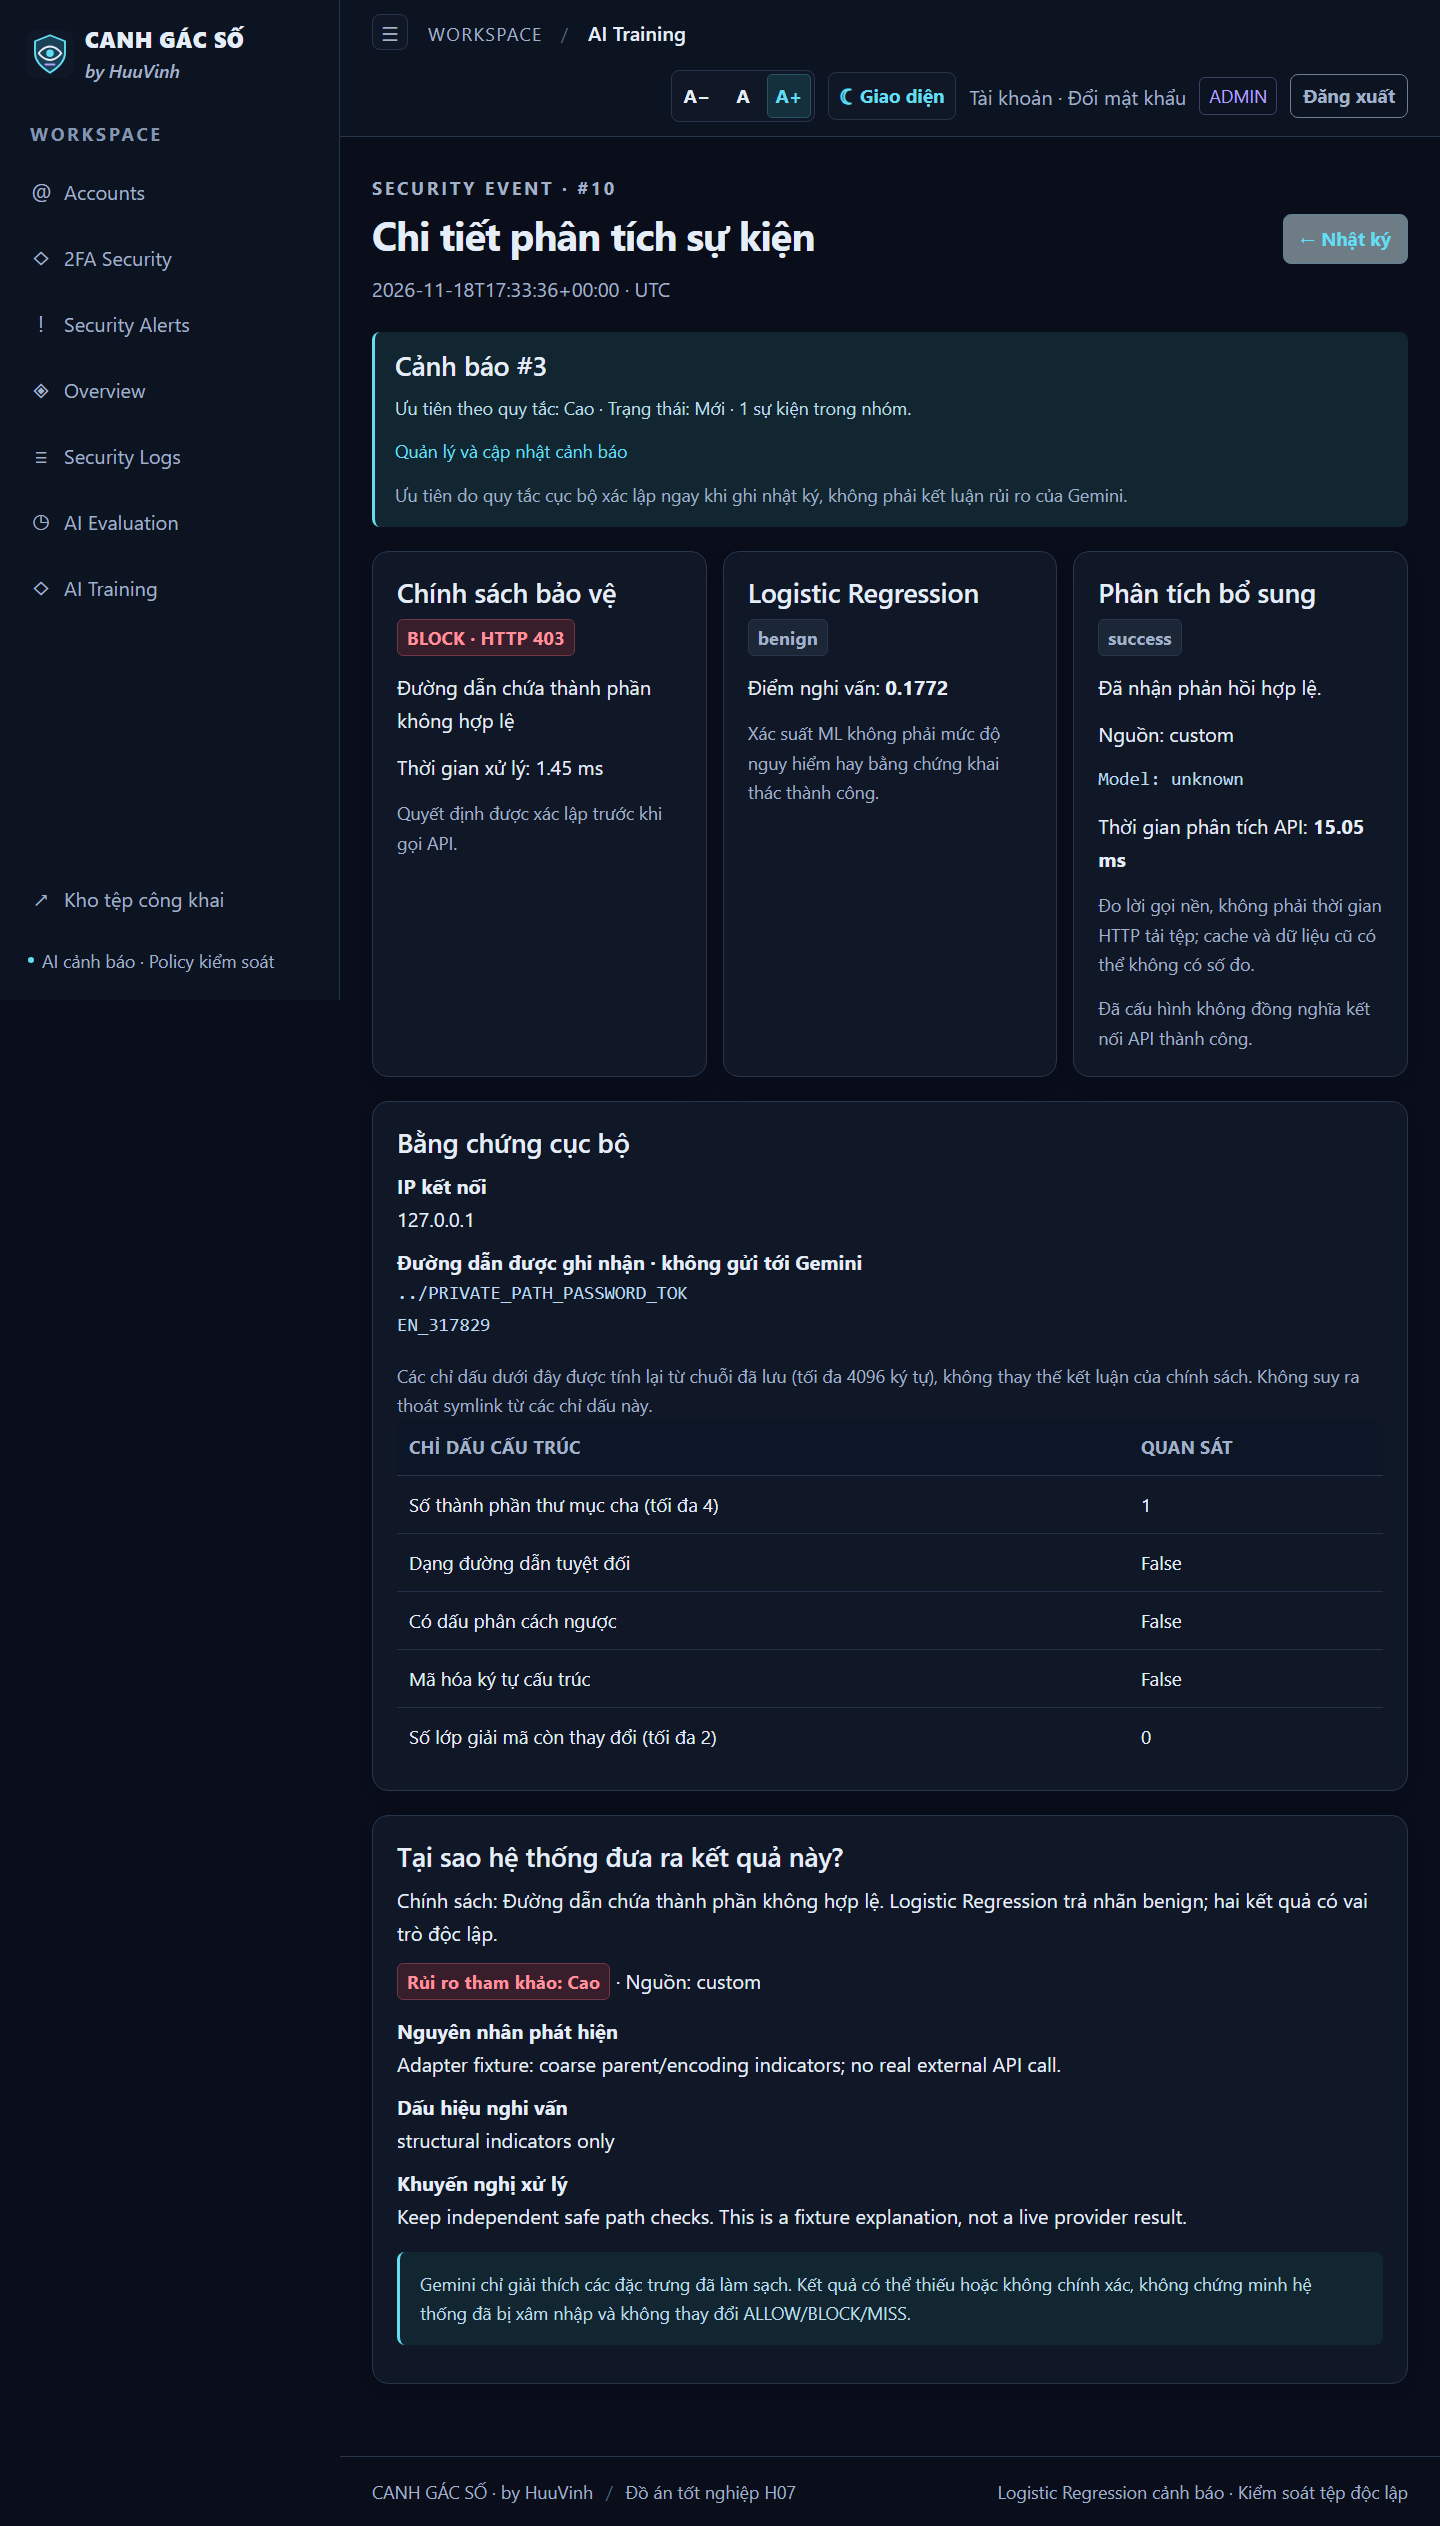 CANH GÁC SỐ
by HuuVinh
WORKSPACE
@ Accounts
◇ 2FA Security
! Security Alerts
◈ Overview
☰ Security Logs
◷ AI Evaluation
◇ AI Training
↗ Kho tệp công khai
• AI cảnh báo · Policy kiểm soát
☰ WORKSPACE / AI Training
A− A A+ ☾ Giao diện Tài khoản · Đổi mật khẩu ADMIN Đăng xuất
SECURITY EVENT · #10
Chi tiết phân tích sự kiện
← Nhật ký
2026-11-18T17:33:36+00:00 · UTC
Cảnh báo #3
Ưu tiên theo quy tắc: Cao · Trạng thái: Mới · 1 sự kiện trong nhóm.
Quản lý và cập nhật cảnh báo
Ưu tiên do quy tắc cục bộ xác lập ngay khi ghi nhật ký, không phải kết luận rủi ro của Gemini.
Chính sách bảo vệ
BLOCK · HTTP 403
Đường dẫn chứa thành phần
không hợp lệ
Thời gian xử lý: 1.45 ms
Quyết định được xác lập trước khi
gọi API.
Logistic Regression
benign
Điểm nghi vấn: 0.1772
Xác suất ML không phải mức độ
nguy hiểm hay bằng chứng khai
thác thành công.
Phân tích bổ sung
success
Đã nhận phản hồi hợp lệ.
Nguồn: custom
Model: unknown
Thời gian phân tích API: 15.05
ms
Đo lời gọi nền, không phải thời gian
HTTP tải tệp; cache và dữ liệu cũ có
thể không có số đo.
Đã cấu hình không đồng nghĩa kết
nối API thành công.
Bằng chứng cục bộ
IP kết nối
127.0.0.1
Đường dẫn được ghi nhận · không gửi tới Gemini
../PRIVATE_PATH_PASSWORD_TOK
EN_317829
Các chỉ dấu dưới đây được tính lại từ chuỗi đã lưu (tối đa 4096 ký tự), không thay thế kết luận của chính sách. Không suy ra
thoát symlink từ các chỉ dấu này.
CHỈ DẤU CẤU TRÚC QUAN SÁT
Số thành phần thư mục cha (tối đa 4) 1
Dạng đường dẫn tuyệt đối False
Có dấu phân cách ngược False
Mã hóa ký tự cấu trúc False
Số lớp giải mã còn thay đổi (tối đa 2) 0
Tại sao hệ thống đưa ra kết quả này?
Chính sách: Đường dẫn chứa thành phần không hợp lệ. Logistic Regression trả nhãn benign; hai kết quả có vai
trò độc lập.
Rủi ro tham khảo: Cao · Nguồn: custom
Nguyên nhân phát hiện
Adapter fixture: coarse parent/encoding indicators; no real external API call.
Dấu hiệu nghi vấn
structural indicators only
Khuyến nghị xử lý
Keep independent safe path checks. This is a fixture explanation, not a live provider result.
Gemini chỉ giải thích các đặc trưng đã làm sạch. Kết quả có thể thiếu hoặc không chính xác, không chứng minh hệ
thống đã bị xâm nhập và không thay đổi ALLOW/BLOCK/MISS.
CANH GÁC SỐ · by HuuVinh / Đồ án tốt nghiệp H07
Logistic Regression cảnh báo · Kiểm soát tệp độc lập